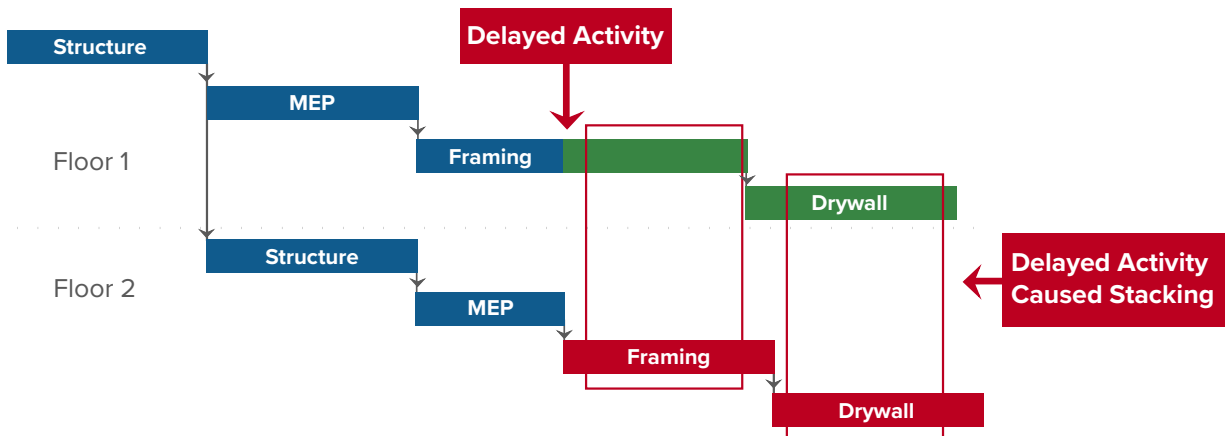 Structure
Delayed Activity
MEP
Floor 1
Framing
Drywall
Structure
Floor 2
MEP
Delayed Activity
Caused Stacking
Framing
Drywall